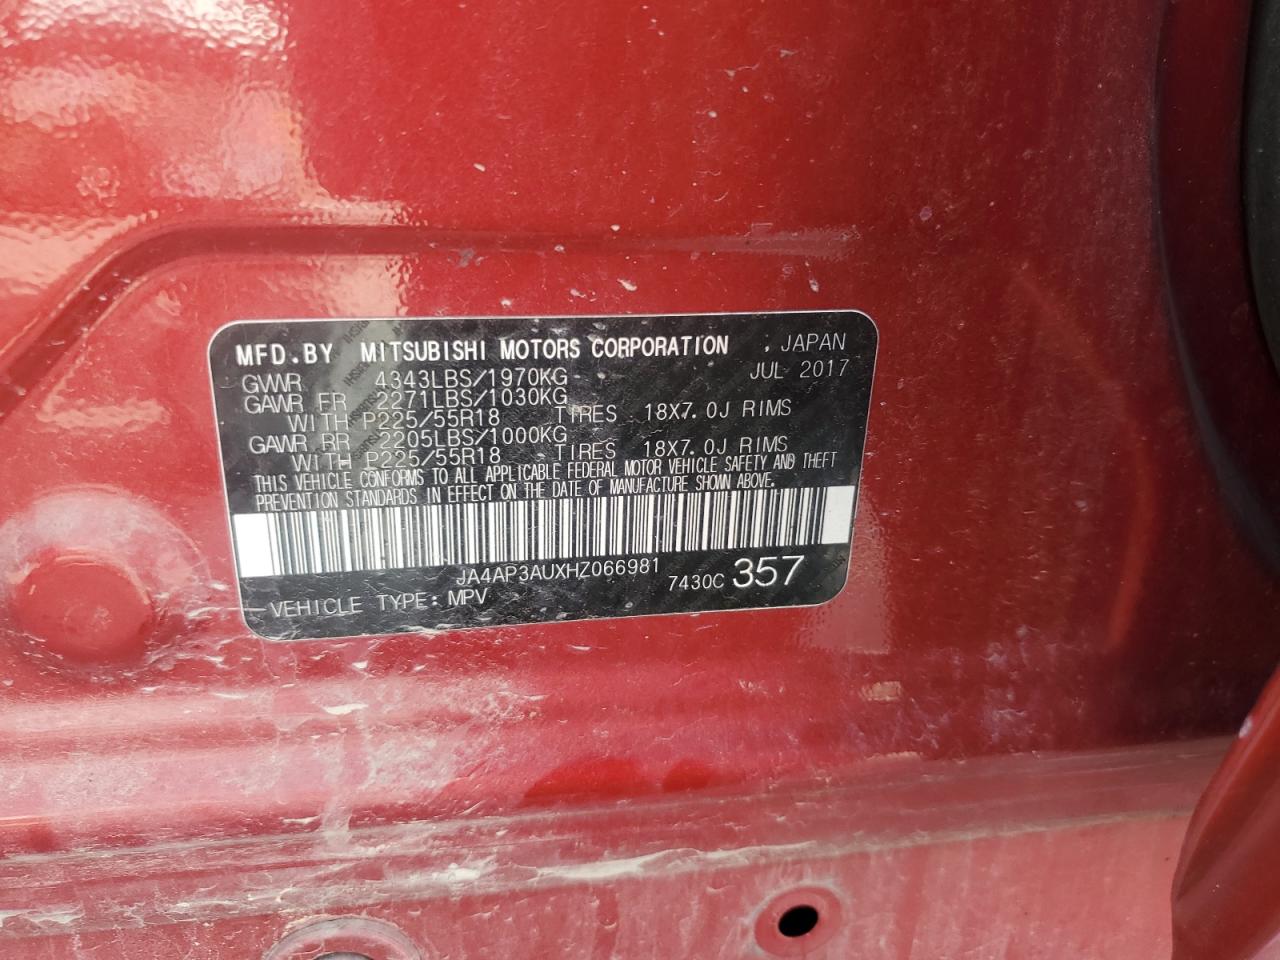 MFD.BY MITSUBISHI MOTORS CORPORATION , JAPAN
GVWR 4343LBS/1970KG JUL 2017
GAWR FR 2271LBS/1030KG
WITH P225/55R18 TIRES 18X7.0J RIMS
GAWR RR 2205LBS/1000KG
WITH P225/55R18 TIRES 18X7.0J RIMS
THIS VEHICLE CONFORMS TO ALL APPLICABLE FEDERAL MOTOR VEHICLE SAFETY AND THEFT
PREVENTION STANDARDS IN EFFECT ON THE DATE OF MANUFACTURE SHOWN ABOVE.
JA4AP3AUXHZ066981 7430C 357
VEHICLE TYPE: MPV